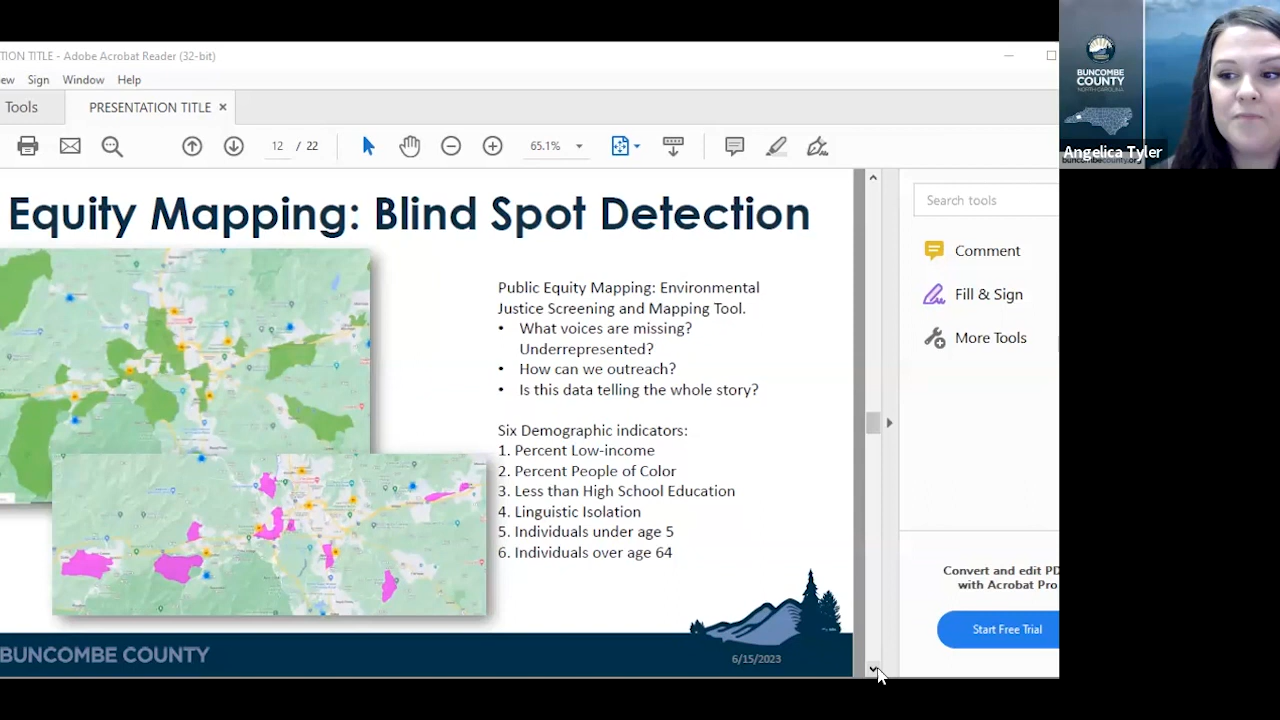 TION TITLE - Adobe Acrobat Reader (32-bit)
ew Sign Window Help
Tools PRESENTATION TITLE ×
12 / 22 65.1%
Equity Mapping: Blind Spot Detection
Public Equity Mapping: Environmental
Justice Screening and Mapping Tool.
• What voices are missing?
Underrepresented?
• How can we outreach?
• Is this data telling the whole story?
Six Demographic indicators:
1. Percent Low-income
2. Percent People of Color
3. Less than High School Education
4. Linguistic Isolation
5. Individuals under age 5
6. Individuals over age 64
BUNCOMBE COUNTY
6/15/2023
Search tools
Comment
Fill & Sign
More Tools
Convert and edit PD
with Acrobat Pro
Start Free Trial
BUNCOMBE
COUNTY
NORTH CAROLINA
Angelica Tyler
buncombecounty.org